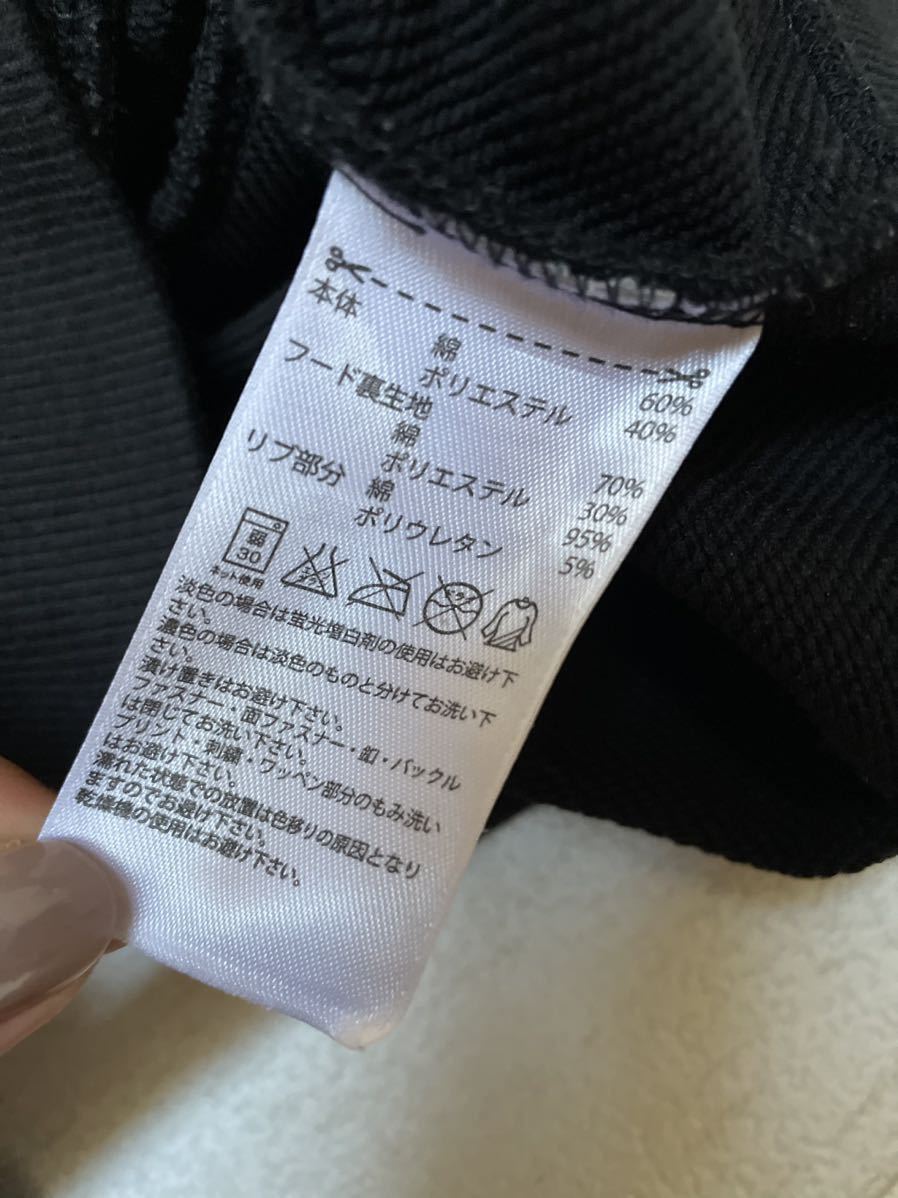 本体
綿 60%
ポリエステル 40%
フード裏生地
綿 70%
ポリエステル 30%
リブ部分 綿 95%
ポリウレタン 5%
弱
30
ネット使用
淡色の場合は蛍光増白剤の使用はお避け下
さい。
濃色の場合は淡色のものと分けてお洗い下
さい。
漬け置きはお避け下さい。
ファスナー・面ファスナー・釦・バックル
は閉じてお洗い下さい。
プリント・刺繍・ワッペン部分のもみ洗い
はお避け下さい。
濡れた状態での放置は色移りの原因となり
ますのでお避け下さい。
乾燥機の使用はお避け下さい。